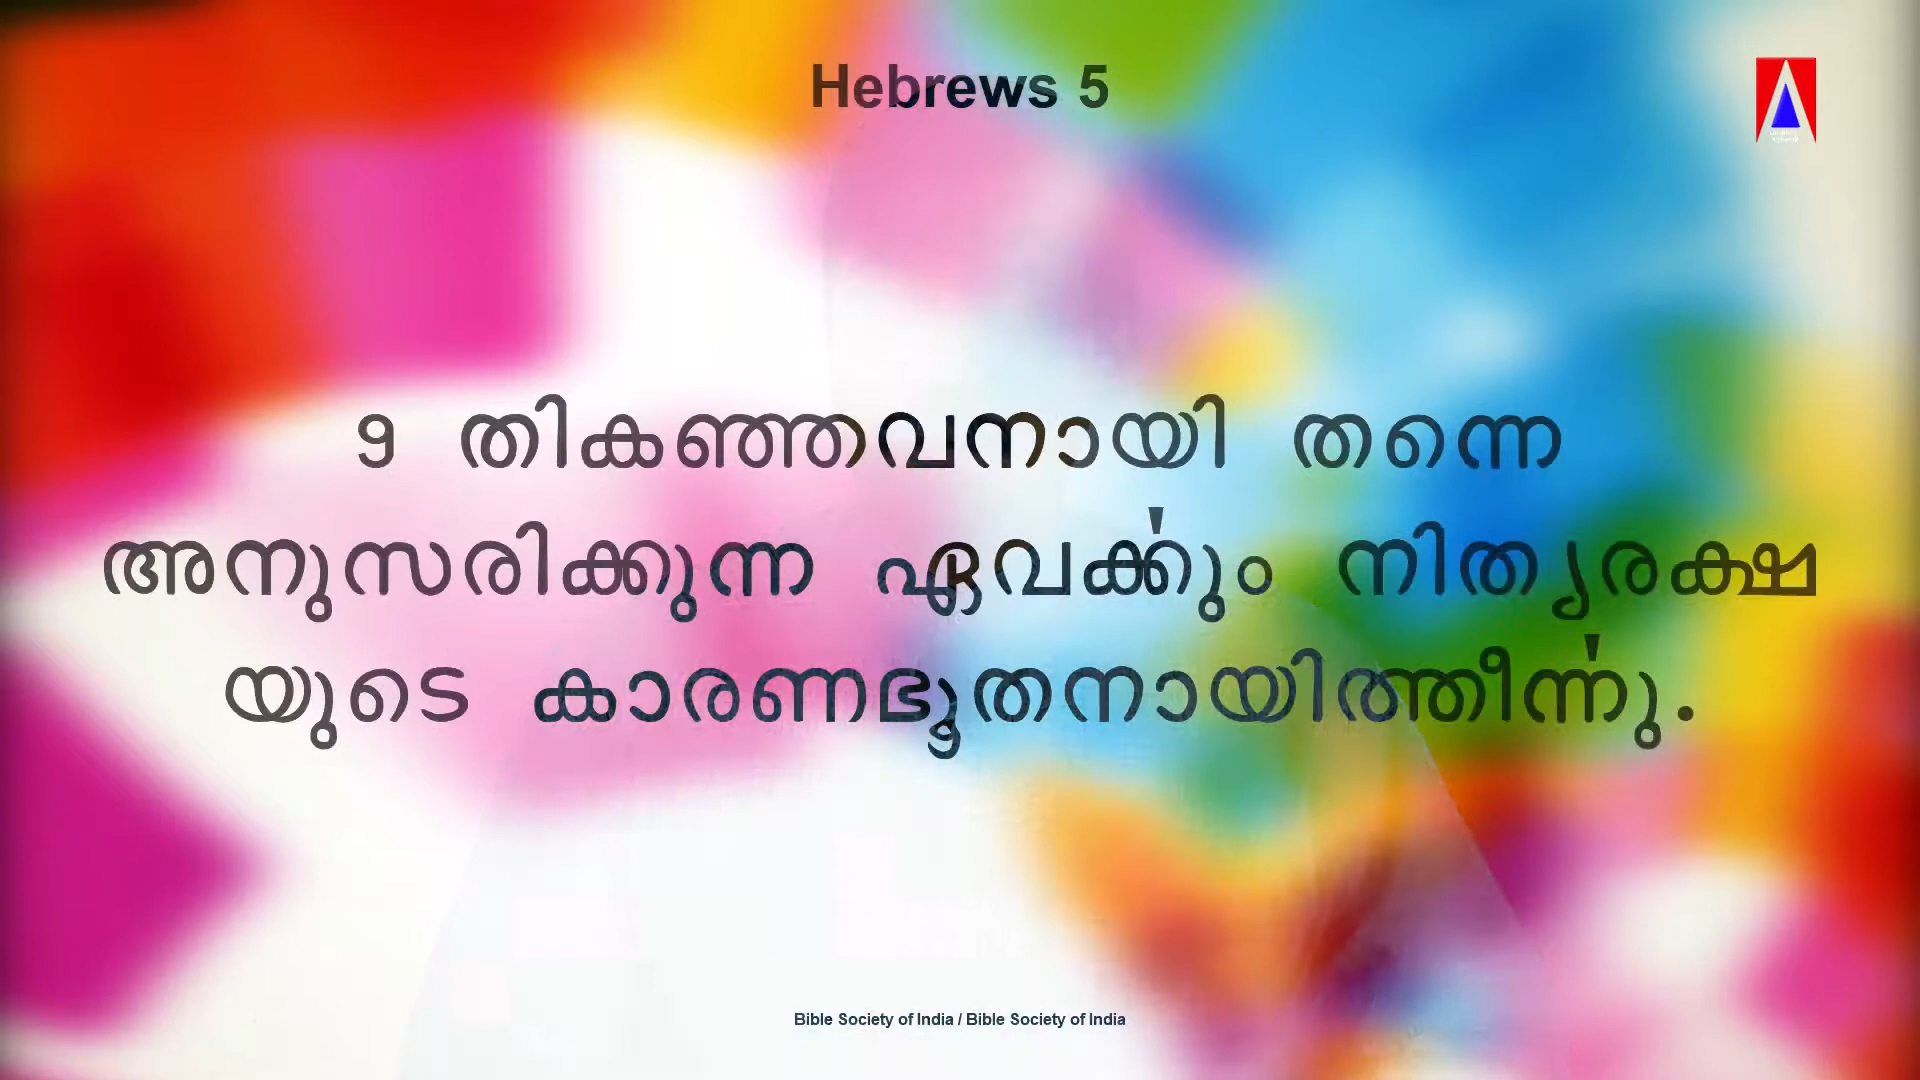 Hebrews 5
9 തികഞ്ഞവനായി തന്നെ
അനുസരിക്കുന്ന ഏവൎക്കും നിത്യരക്ഷ
യുടെ കാരണഭൂതനായിത്തീൎന്നു.
Bible Society of India / Bible Society of India